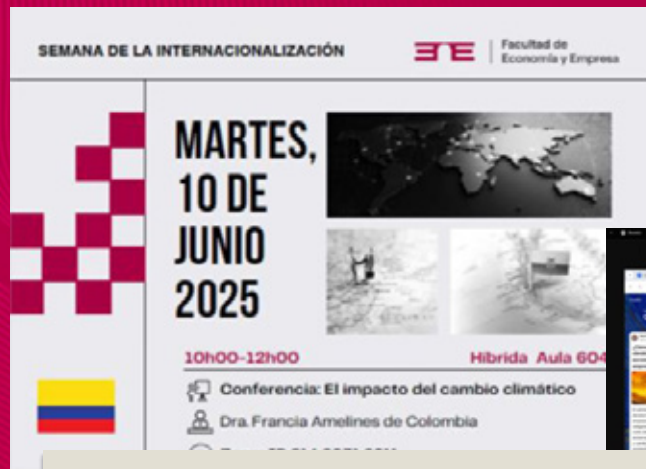 SEMANA DE LA INTERNACIONALIZACIÓN
Facultad de
Economía y Empresa
MARTES,
10 DE
JUNIO
2025
10h00-12h00 Híbrida Aula 604
Conferencia: El impacto del cambio climático
Dra. Francia Amelines de Colombia